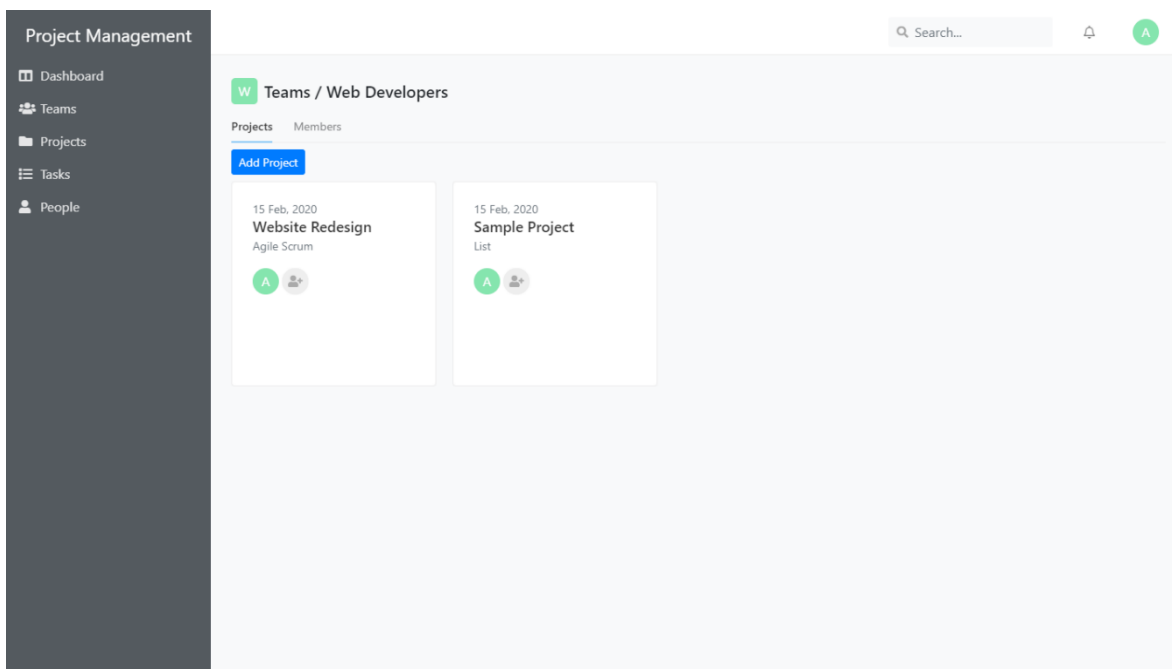 Project Management
Dashboard
Teams
Projects
Tasks
People
Search...
A
W
Teams / Web Developers
Projects Members
Add Project
15 Feb, 2020
Website Redesign
Agile Scrum
A
15 Feb, 2020
Sample Project
List
A